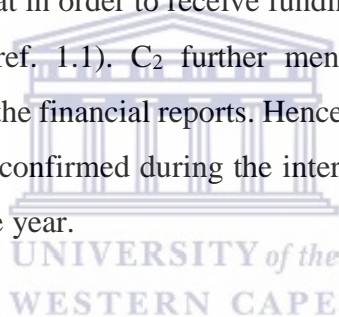 at in order to receive fundin
ref. 1.1). C₂ further men
the financial reports. Hence
confirmed during the inter
e year.
UNIVERSITY of the
WESTERN CAPE